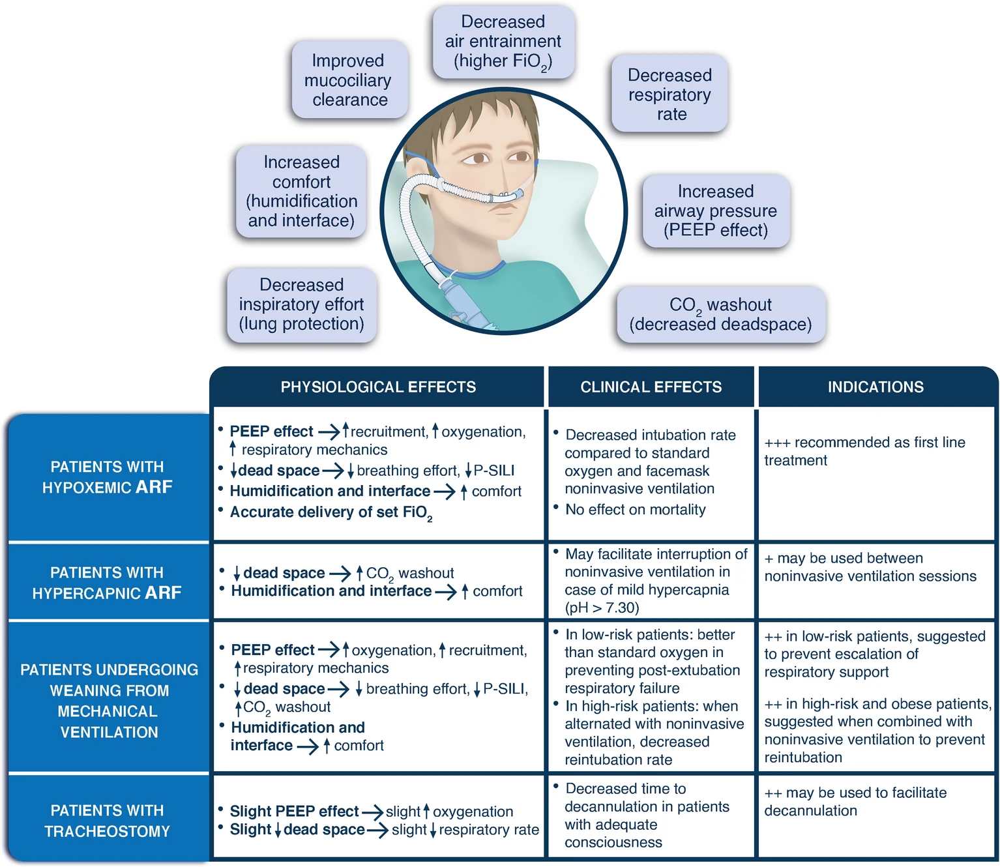 Decreased
air entrainment
(higher FiO2)
Improved
mucociliary
clearance
Decreased
respiratory
rate
Increased
comfort
(humidification
and interface)
Increased
airway pressure
(PEEP effect)
Decreased
inspiratory effort
(lung protection)
CO2 washout
(decreased deadspace)
PHYSIOLOGICAL EFFECTS
CLINICAL EFFECTS
INDICATIONS
PATIENTS WITH
HYPOXEMIC ARF
• PEEP effect → ↑ recruitment, ↑ oxygenation,
↑ respiratory mechanics
• ↓ dead space → ↓ breathing effort, ↓ P-SILI
• Humidification and interface → ↑ comfort
• Accurate delivery of set FiO2
• Decreased intubation rate
compared to standard
oxygen and facemask
noninvasive ventilation
• No effect on mortality
+++ recommended as first line
treatment
PATIENTS WITH
HYPERCAPNIC ARF
• ↓ dead space → ↑ CO2 washout
• Humidification and interface → ↑ comfort
• May facilitate interruption of
noninvasive ventilation in
case of mild hypercapnia
(pH > 7.30)
+ may be used between
noninvasive ventilation sessions
PATIENTS UNDERGOING
WEANING FROM
MECHANICAL
VENTILATION
• PEEP effect → ↑ oxygenation, ↑ recruitment,
↑ respiratory mechanics
• ↓ dead space → ↓ breathing effort, ↓ P-SILI,
↑ CO2 washout
• Humidification and
interface → ↑ comfort
• In low-risk patients: better
than standard oxygen in
preventing post-extubation
respiratory failure
• In high-risk patients: when
alternated with noninvasive
ventilation, decreased
reintubation rate
++ in low-risk patients, suggested
to prevent escalation of
respiratory support
++ in high-risk and obese patients,
suggested when combined with
noninvasive ventilation to prevent
reintubation
PATIENTS WITH
TRACHEOSTOMY
• Slight PEEP effect → slight ↑ oxygenation
• Slight ↓ dead space → slight ↓ respiratory rate
• Decreased time to
decannulation in patients
with adequate
consciousness
++ may be used to facilitate
decannulation